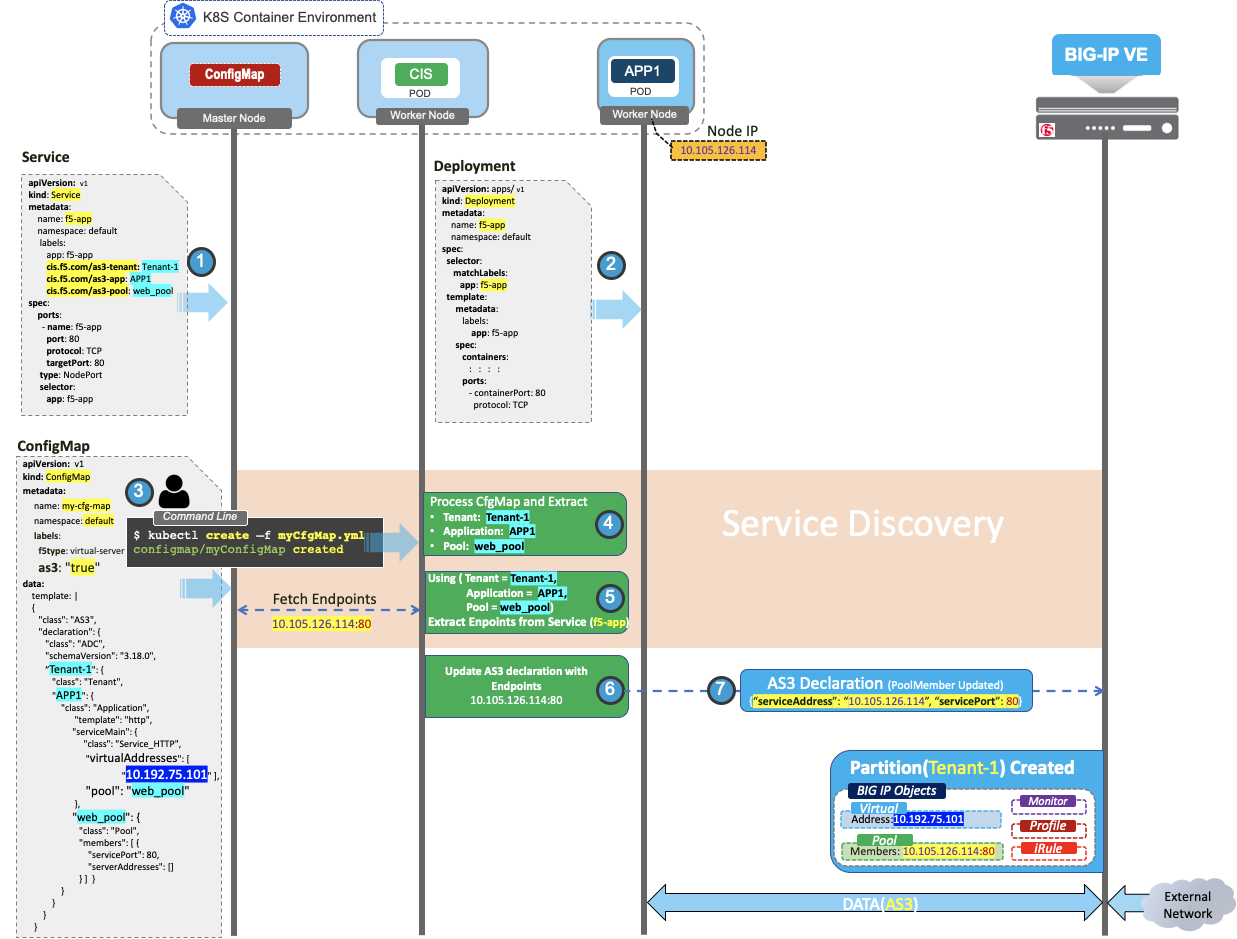 K8S Container Environment
ConfigMap
Master Node
CIS
POD
Worker Node
APP1
POD
Worker Node
Node IP
10.105.126.114
BIG-IP VE
f5
Service
apiVersion: v1
kind: Service
metadata:
name: f5-app
namespace: default
labels:
app: f5-app
cis.f5.com/as3-tenant: Tenant-1
cis.f5.com/as3-app: APP1
cis.f5.com/as3-pool: web_pool
spec:
ports:
- name: f5-app
port: 80
protocol: TCP
targetPort: 80
type: NodePort
selector:
app: f5-app
1
Deployment
apiVersion: apps/ v1
kind: Deployment
metadata:
name: f5-app
namespace: default
spec:
selector:
matchLabels:
app: f5-app
template:
metadata:
labels:
app: f5-app
spec:
containers:
: : : :
ports:
- containerPort: 80
protocol: TCP
2
ConfigMap
apiVersion: v1
kind: ConfigMap
metadata:
name: my-cfg-map
namespace: default
labels:
f5type: virtual-server
as3: "true"
data:
template: |
{
"class": "AS3",
"declaration": {
"class": "ADC",
"schemaVersion": "3.18.0",
"Tenant-1": {
"class": "Tenant",
"APP1": {
"class": "Application",
"template": "http",
"serviceMain": {
"class": "Service_HTTP",
"virtualAddresses": [
"10.192.75.101" ],
"pool": "web_pool"
},
"web_pool": {
"class": "Pool",
"members": [ {
"servicePort": 80,
"serverAddresses": []
} ] }
}
}
}
}
3
Command Line
$ kubectl create –f myCfgMap.yml
configmap/myConfigMap created
Process CfgMap and Extract
• Tenant: Tenant-1
• Application: APP1
• Pool: web_pool
4
Service Discovery
Fetch Endpoints
10.105.126.114:80
Using ( Tenant = Tenant-1,
Application = APP1,
Pool = web_pool)
Extract Enpoints from Service (f5-app)
5
Update AS3 declaration with
Endpoints
10.105.126.114:80
6
7
AS3 Declaration (PoolMember Updated)
{"serviceAddress": "10.105.126.114", "servicePort": 80}
Partition(Tenant-1) Created
BIG IP Objects
Virtual
Address:10.192.75.101
Pool
Members: 10.105.126.114:80
Monitor
Profile
iRule
DATA(AS3)
External
Network